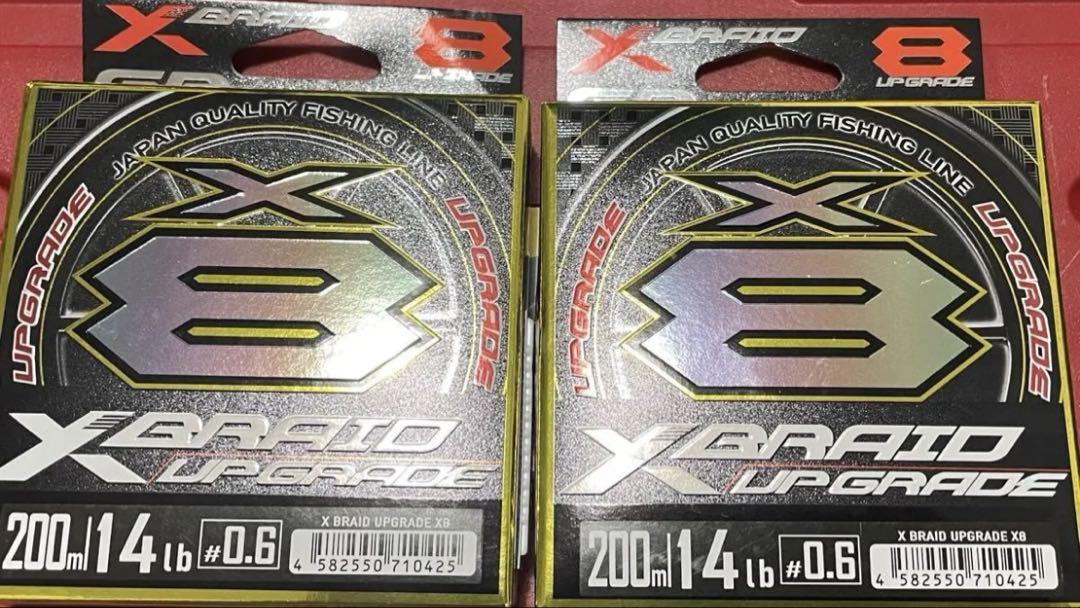 X BRAID 8
UPGRADE
JAPAN QUALITY FISHING LINE
UPGRADE
UPGRADE
X
8
X BRAID
UPGRADE
200m 14lb #0.6
X BRAID UPGRADE X8
4 582550 710425
X BRAID 8
UPGRADE
JAPAN QUALITY FISHING LINE
UPGRADE
UPGRADE
X
8
X BRAID
UPGRADE
200m 14lb #0.6
X BRAID UPGRADE X8
4 582550 710425